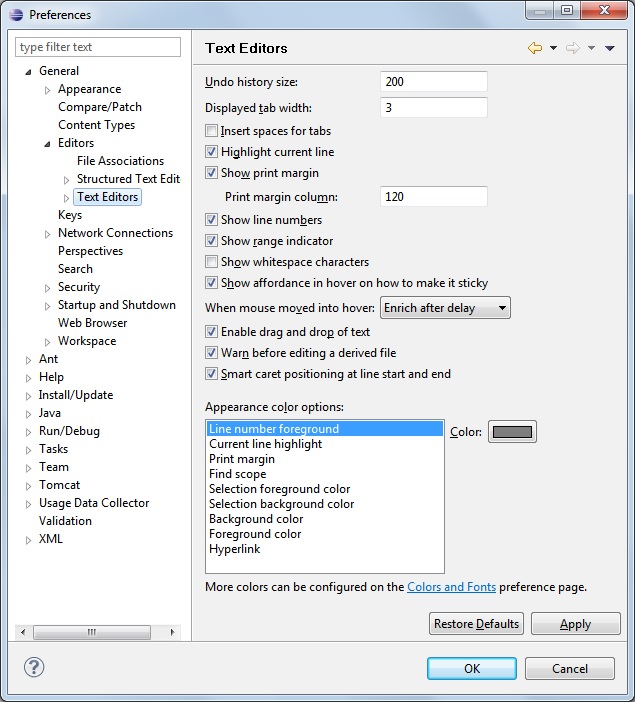 Preferences
type filter text
General
Appearance
Compare/Patch
Content Types
Editors
File Associations
Structured Text Edit
Text Editors
Keys
Network Connections
Perspectives
Search
Security
Startup and Shutdown
Web Browser
Workspace
Ant
Help
Install/Update
Java
Run/Debug
Tasks
Team
Tomcat
Usage Data Collector
Validation
XML
Text Editors
Undo history size: 200
Displayed tab width: 3
Insert spaces for tabs
Highlight current line
Show print margin
Print margin column: 120
Show line numbers
Show range indicator
Show whitespace characters
Show affordance in hover on how to make it sticky
When mouse moved into hover: Enrich after delay
Enable drag and drop of text
Warn before editing a derived file
Smart caret positioning at line start and end
Appearance color options:
Line number foreground
Color:
Current line highlight
Print margin
Find scope
Selection foreground color
Selection background color
Background color
Foreground color
Hyperlink
More colors can be configured on the Colors and Fonts preference page.
Restore Defaults Apply
? OK Cancel